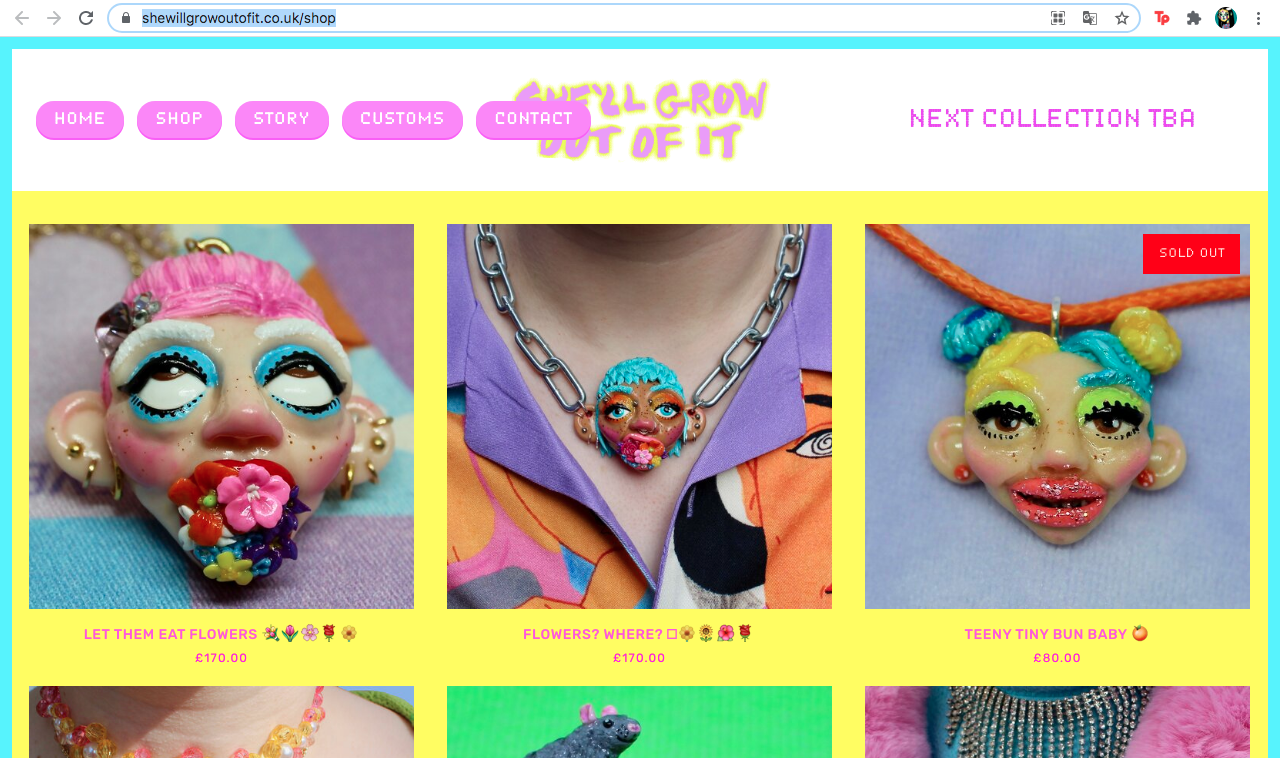 shewillgrowoutofit.co.uk/shop
HOME
SHOP
STORY
CUSTOMS
CONTACT
SHE'LL GROW
OUT OF IT
NEXT COLLECTION TBA
SOLD OUT
LET THEM EAT FLOWERS 💐🌷🌸🌹🌼
£170.00
FLOWERS? WHERE? □🌼🌻🌺🌹
£170.00
TEENY TINY BUN BABY 🍑
£80.00